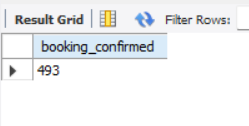 Result Grid Filter Rows:
booking_confirmed
493